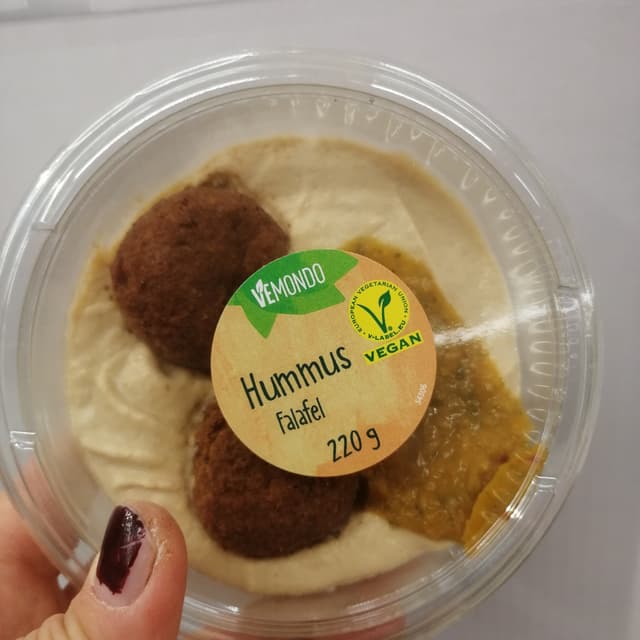 VEMONDO
EUROPEAN VEGETARIAN UNION
V-LABEL.EU
VEGAN
Hummus
Falafel
220 g